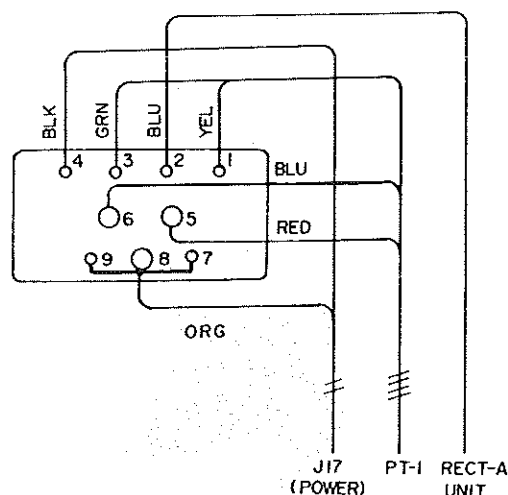 BLK
GRN
BLU
YEL
4 3 2 1
BLU
6 5
RED
9 8 7
ORG
J17 PT-1 RECT-A
(POWER) UNIT